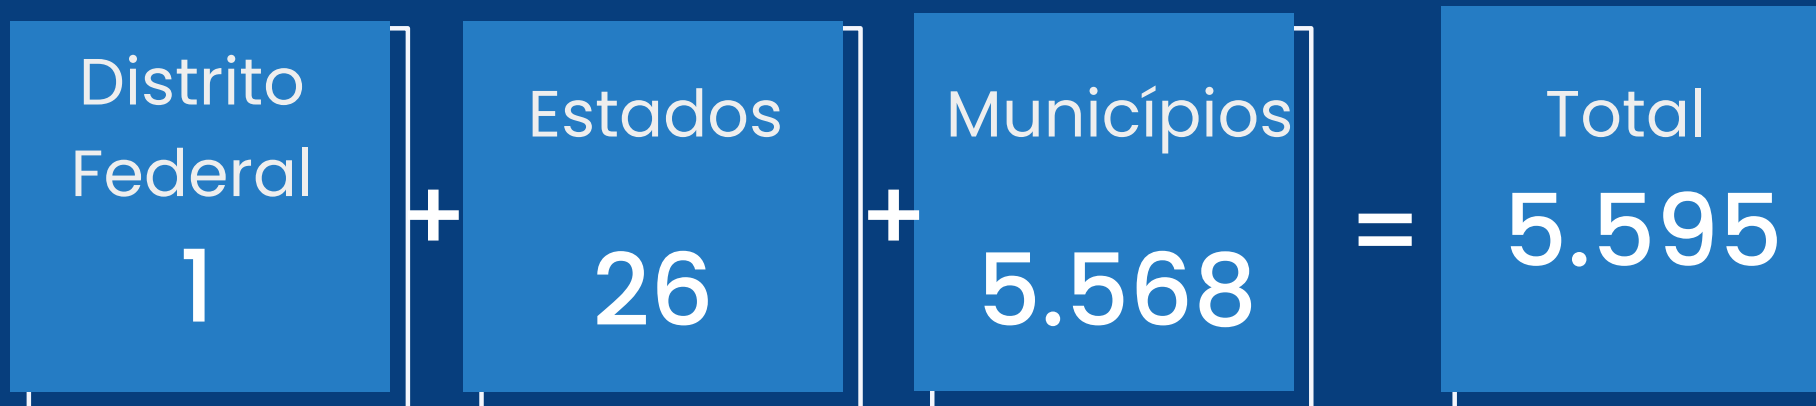 Distrito
Federal
1
+
Estados
26
+
Municípios
5.568
=
Total
5.595